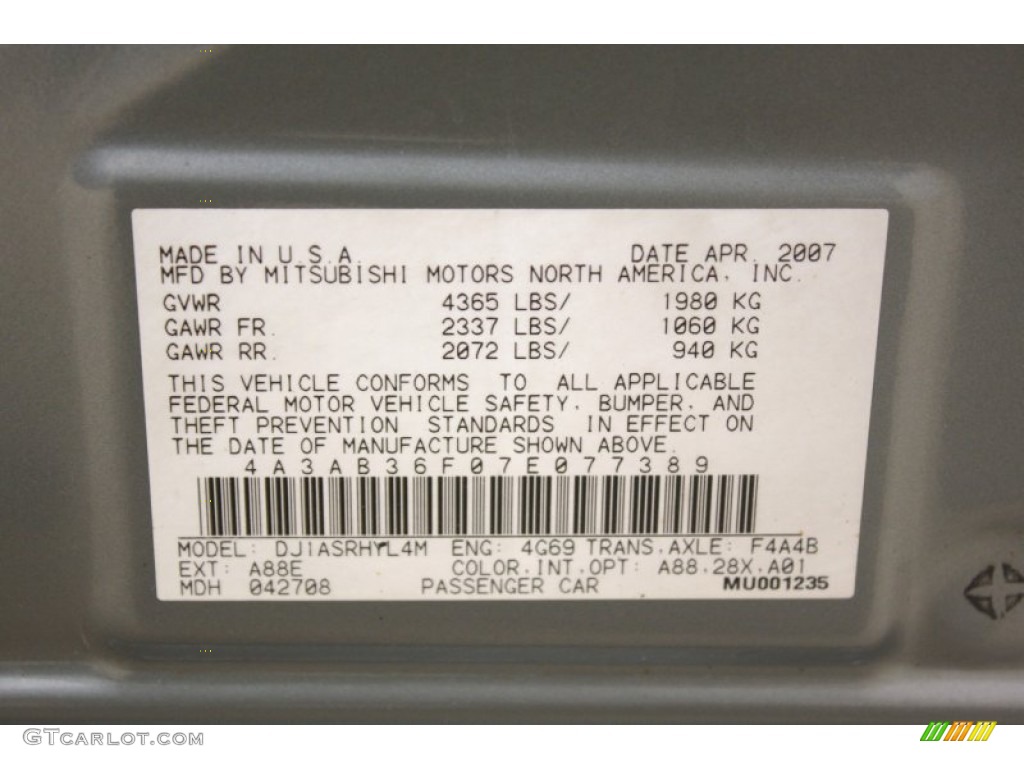 MADE IN U.S.A. DATE APR. 2007
MFD BY MITSUBISHI MOTORS NORTH AMERICA, INC.
GVWR 4365 LBS/ 1980 KG
GAWR FR. 2337 LBS/ 1060 KG
GAWR RR. 2072 LBS/ 940 KG
THIS VEHICLE CONFORMS TO ALL APPLICABLE
FEDERAL MOTOR VEHICLE SAFETY, BUMPER, AND
THEFT PREVENTION STANDARDS IN EFFECT ON
THE DATE OF MANUFACTURE SHOWN ABOVE.
4A3AB36F07E077389
MODEL: DJ1ASRHYL4M ENG: 4G69 TRANS.AXLE: F4A4B
EXT: A88E COLOR.INT.OPT: A88.28X.A01
MDH 042708 PASSENGER CAR MU001235
GTCARLOT.COM